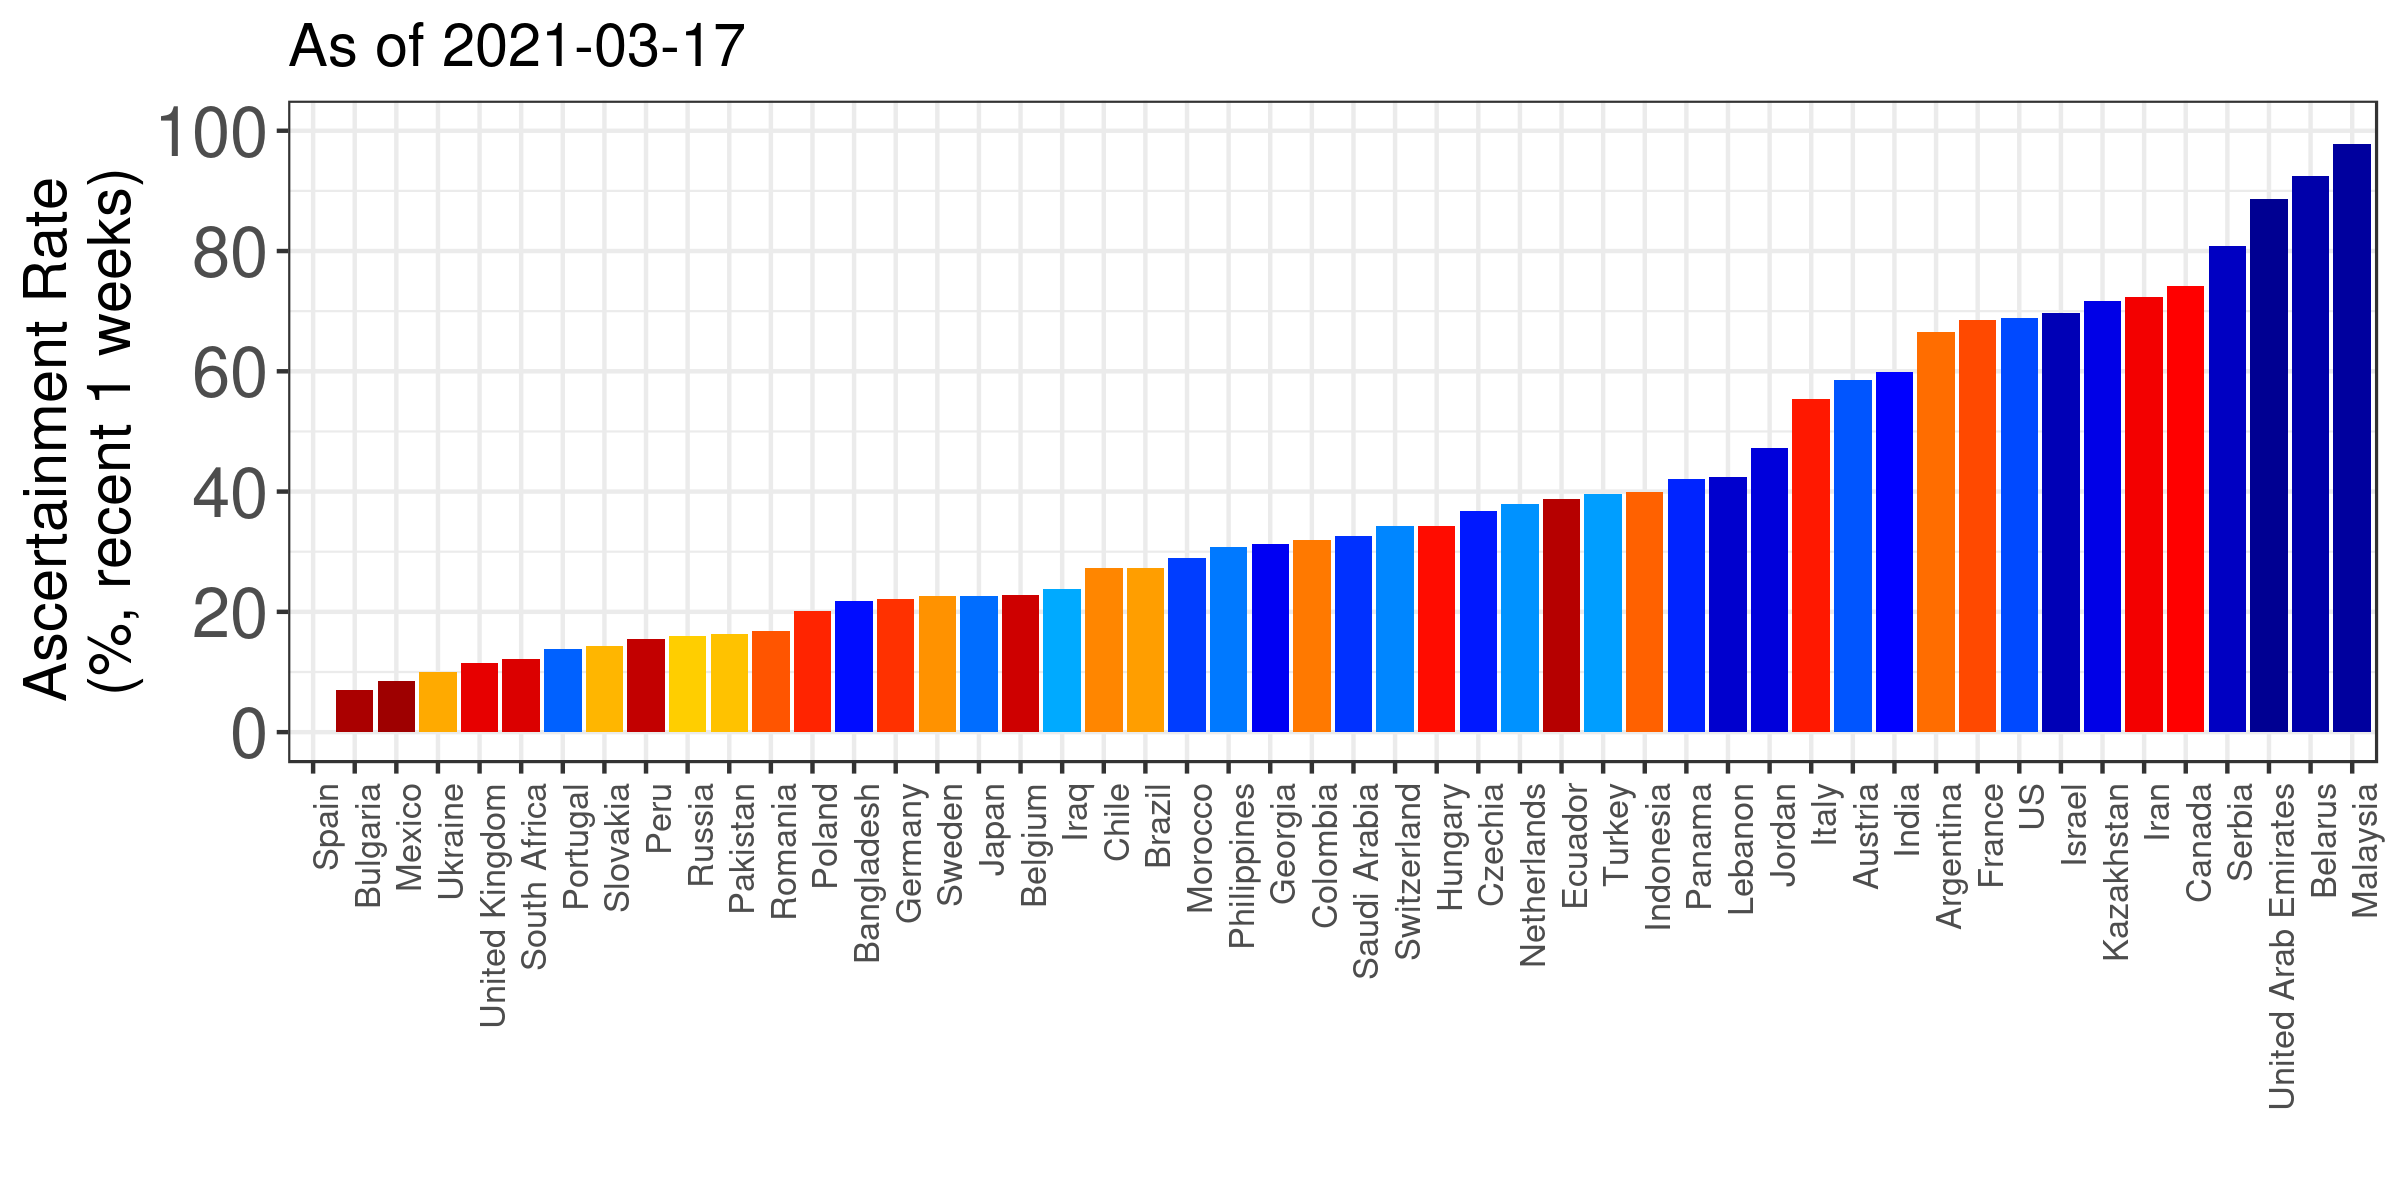 As of 2021-03-17
Ascertainment Rate
(%, recent 1 weeks)
100
80
60
40
20
0
Spain
Bulgaria
Mexico
Ukraine
United Kingdom
South Africa
Portugal
Slovakia
Peru
Russia
Pakistan
Romania
Poland
Bangladesh
Germany
Sweden
Japan
Belgium
Iraq
Chile
Brazil
Morocco
Philippines
Georgia
Colombia
Saudi Arabia
Switzerland
Hungary
Czechia
Netherlands
Ecuador
Turkey
Indonesia
Panama
Lebanon
Jordan
Italy
Austria
India
Argentina
France
US
Israel
Kazakhstan
Iran
Canada
Serbia
United Arab Emirates
Belarus
Malaysia